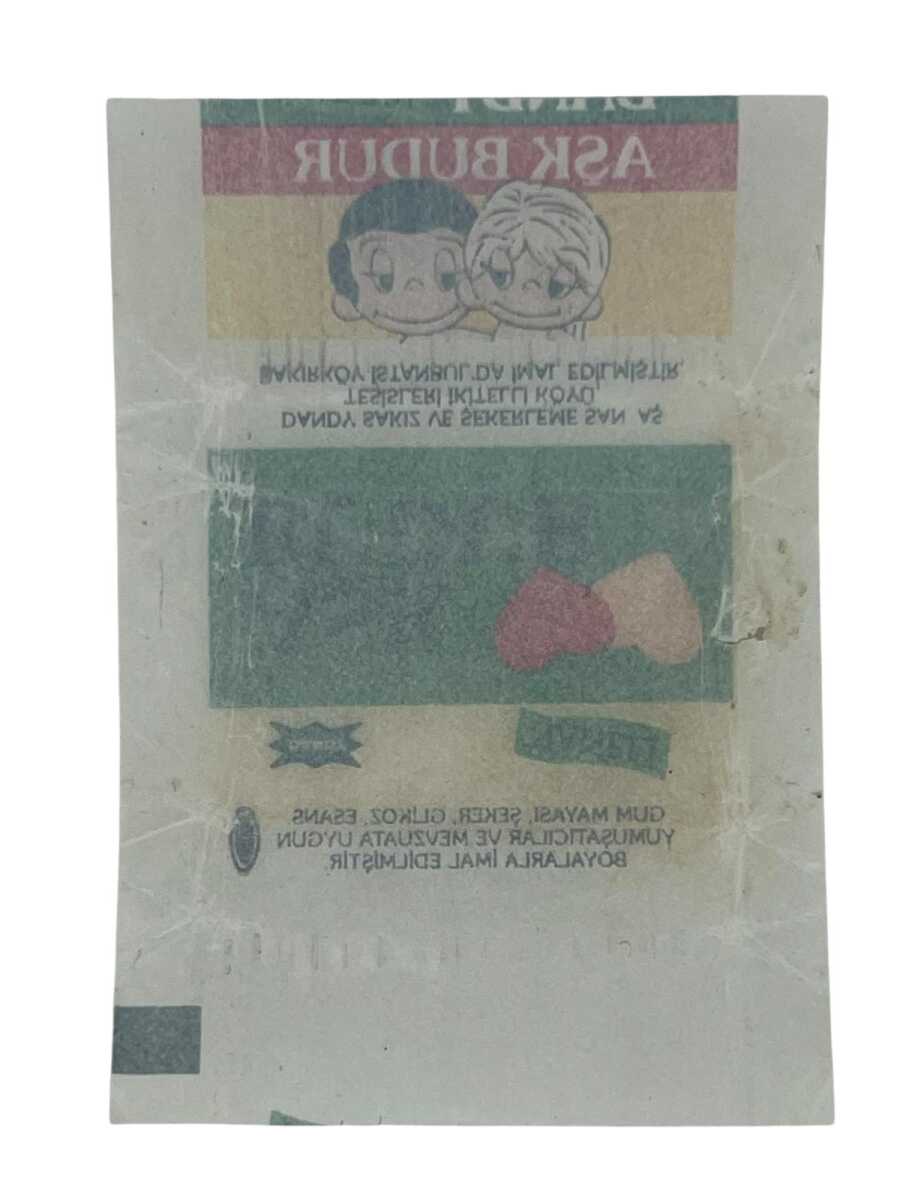 DANDY
AŞK BUDUR
DANDY SAKIZ VE ŞEKERLEME SAN. AŞ
TESİSLERİ İKİTELLİ KÖYÜ,
BAKIRKÖY İSTANBUL'DA İMAL EDİLMİŞTİR.
GUM MAYASI, ŞEKER, GLİKOZ, ESANS
YUMUŞATICILAR VE MEVZUATA UYGUN
BOYALARLA İMAL EDİLMİŞTİR.